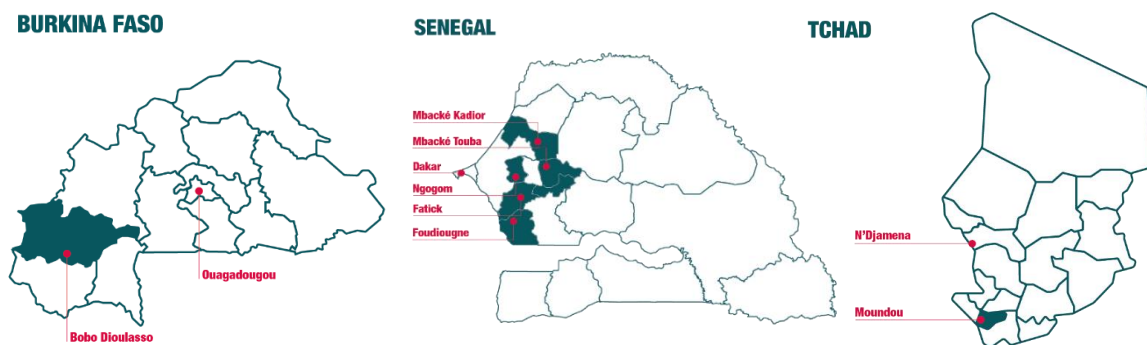 BURKINA FASO
Ouagadougou
Bobo Dioulasso
SENEGAL
Mbacké Kadior
Mbacké Touba
Dakar
Ngogom
Fatick
Foudiougne
TCHAD
N'Djamena
Moundou